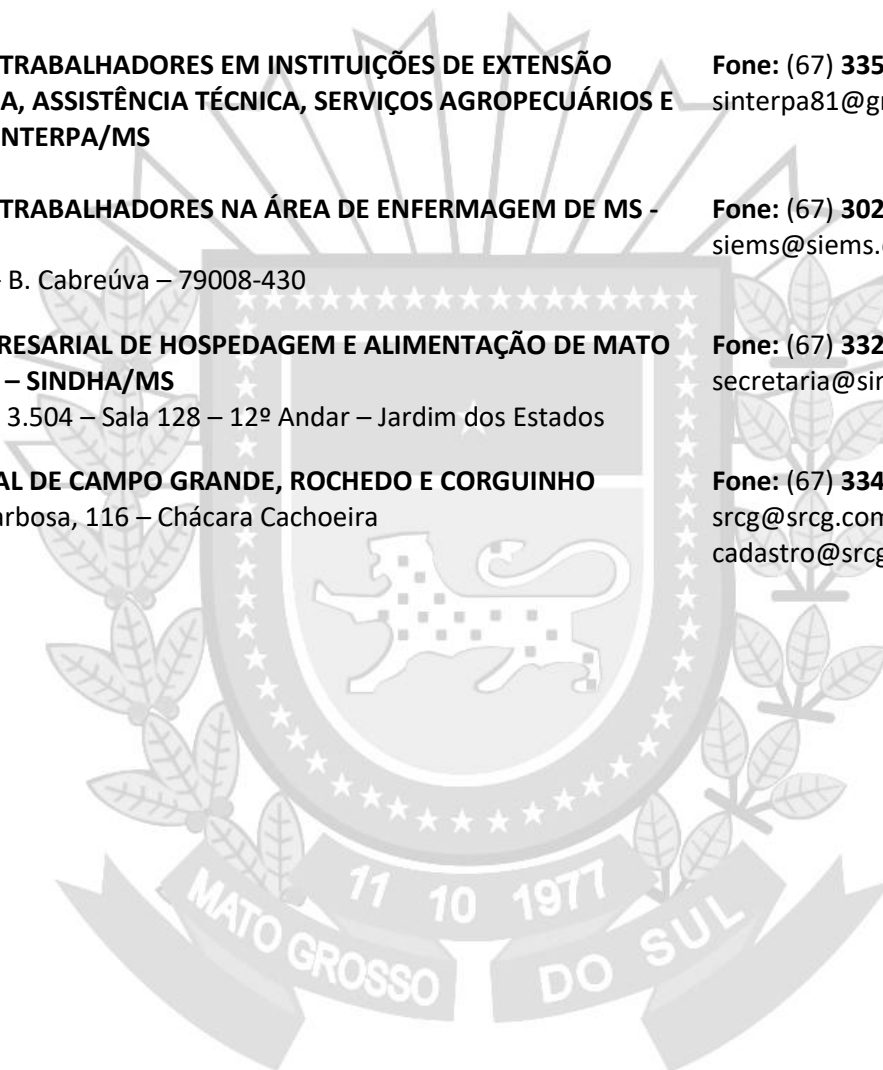 TRABALHADORES EM INSTITUIÇÕES DE EXTENSÃO Fone: (67) 335
A, ASSISTÊNCIA TÉCNICA, SERVIÇOS AGROPECUÁRIOS E sinterpa81@g
NTERPA/MS
TRABALHADORES NA ÁREA DE ENFERMAGEM DE MS - Fone: (67) 302
siems@siems.
B. Cabreúva – 79008-430
RESARIAL DE HOSPEDAGEM E ALIMENTAÇÃO DE MATO Fone: (67) 332
– SINDHA/MS secretaria@sin
3.504 – Sala 128 – 12º Andar – Jardim dos Estados
AL DE CAMPO GRANDE, ROCHEDO E CORGUINHO Fone: (67) 334
arbosa, 116 – Chácara Cachoeira srcg@srcg.com
cadastro@srcg
11 10 1977
MATO GROSSO DO SUL